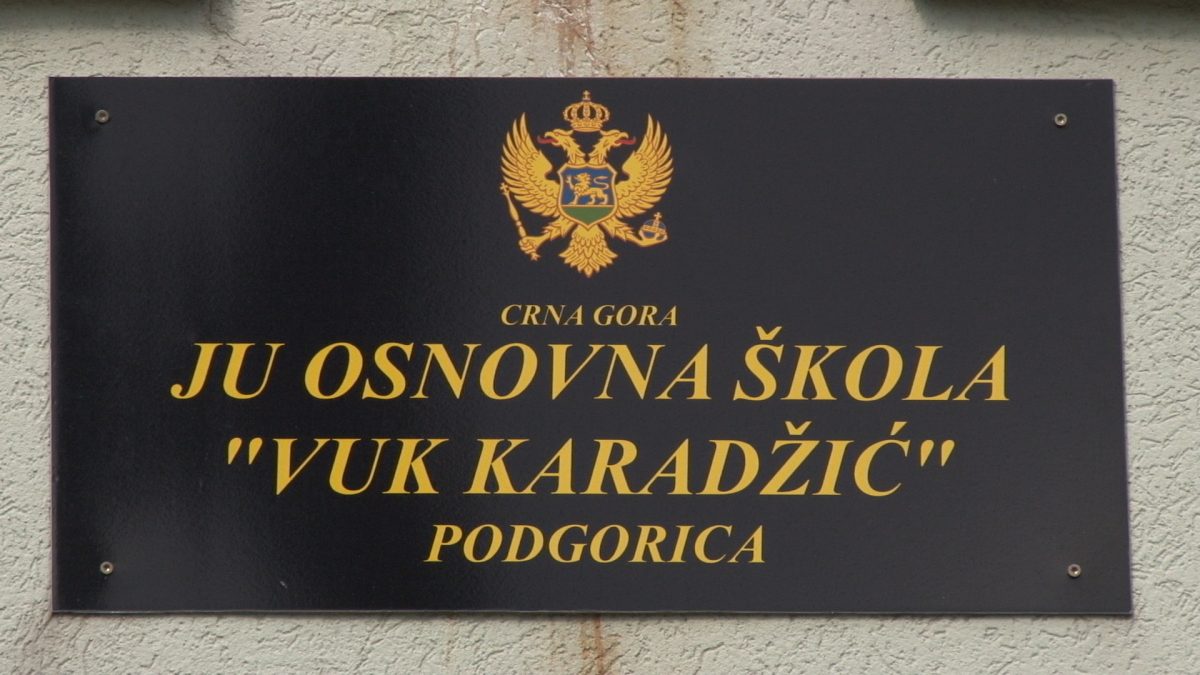 CRNA GORA
JU OSNOVNA ŠKOLA
"VUK KARADŽIĆ"
PODGORICA